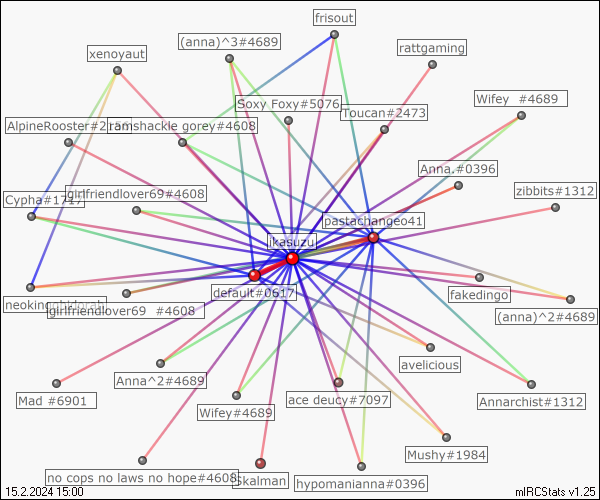 frisout
(anna)^3#4689
rattgaming
xenoyaut
Soxy Foxy#5076
Wifey #4689
Toucan#2473
AlpineRooster#2
ramshackle gorey#4608
Anna.#0396
zibbits#1312
girlfriendlover69#4608
Cypha#1717
pastachangeo41
jkasuzu
default#0617
fakedingo
girlfriendlover69 #4608
(anna)^2#4689
avelicious
Anna^2#4689
Mad #6901
ace deucy#7097
Annarchist#1312
Wifey#4689
Mushy#1984
no cops no laws no hope#4608
Skalman
hypomanianna#0396
15.2.2024 15:00
mIRCStats v1.25